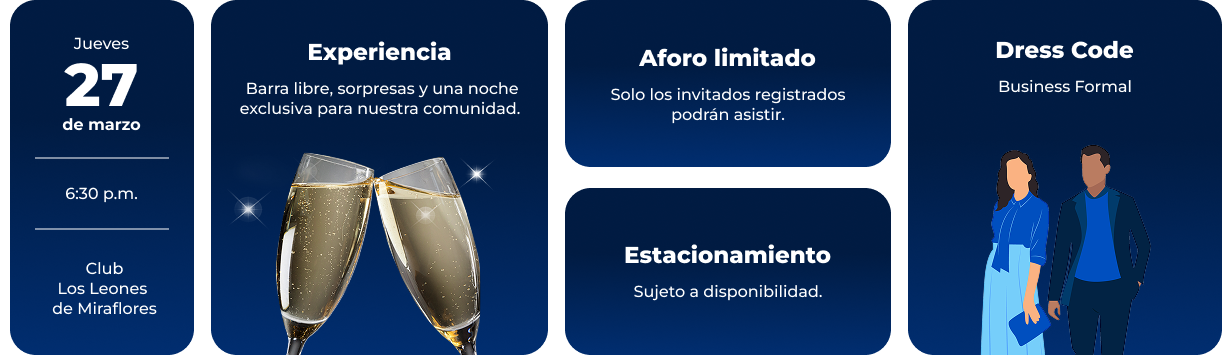 Jueves
27
de marzo
6:30 p.m.
Club
Los Leones
de Miraflores
Experiencia
Barra libre, sorpresas y una noche
exclusiva para nuestra comunidad.
Aforo limitado
Solo los invitados registrados
podrán asistir.
Estacionamiento
Sujeto a disponibilidad.
Dress Code
Business Formal